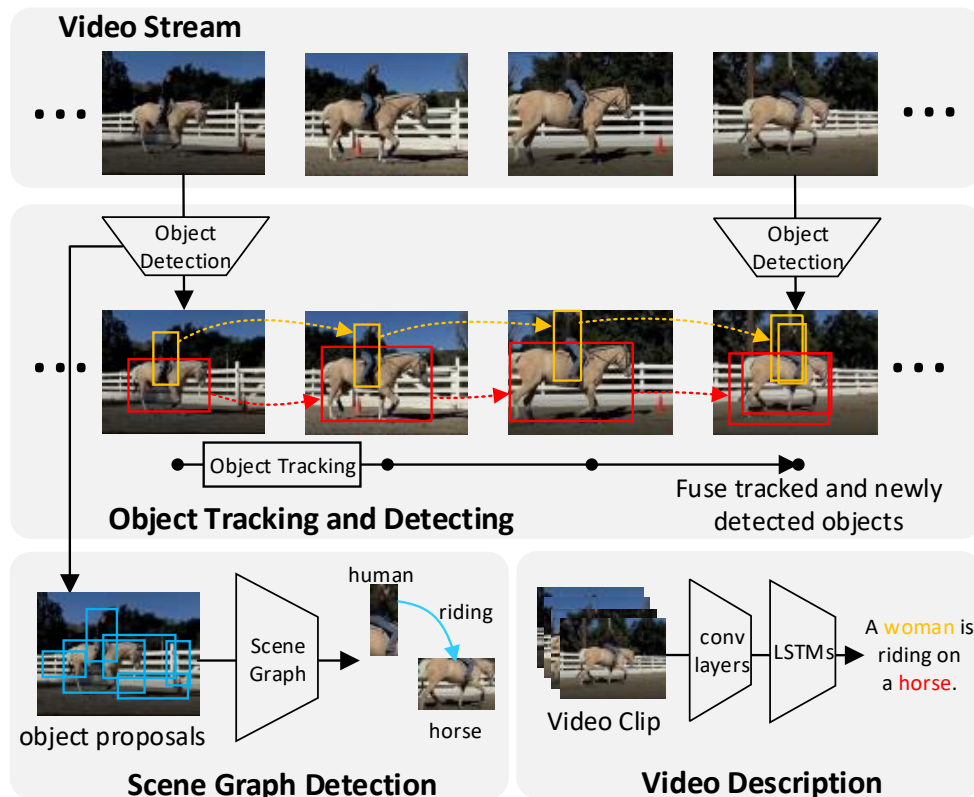 Video Stream
Object
Detection
Object
Detection
Object Tracking
Fuse tracked and newly
detected objects
Object Tracking and Detecting
object proposals
Scene
Graph
human
riding
horse
Scene Graph Detection
Video Clip
conv
layers
LSTMs
A woman is
riding on
a horse.
Video Description